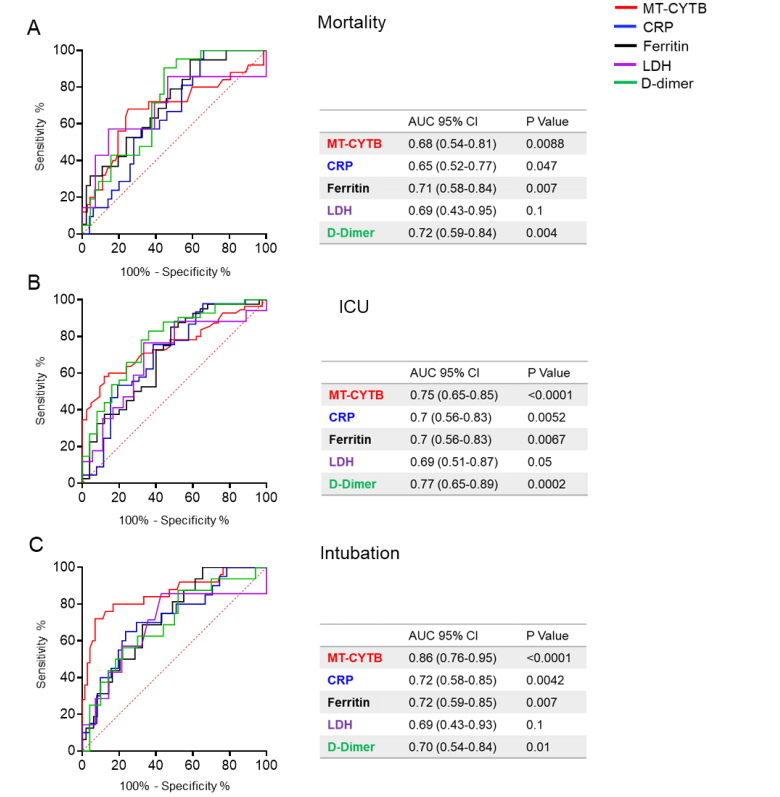 MT-CYTB
CRP
Ferritin
LDH
D-dimer
A
Mortality
100
80
60
40
20
0
Sensitivity %
0 20 40 60 80 100
100% - Specificity %
AUC 95% CI P Value
MT-CYTB 0.68 (0.54-0.81) 0.0088
CRP 0.65 (0.52-0.77) 0.047
Ferritin 0.71 (0.58-0.84) 0.007
LDH 0.69 (0.43-0.95) 0.1
D-Dimer 0.72 (0.59-0.84) 0.004
B
ICU
100
80
60
40
20
0
Sensitivity %
0 20 40 60 80 100
100% - Specificity %
AUC 95% CI P Value
MT-CYTB 0.75 (0.65-0.85) <0.0001
CRP 0.7 (0.56-0.83) 0.0052
Ferritin 0.7 (0.56-0.83) 0.0067
LDH 0.69 (0.51-0.87) 0.05
D-Dimer 0.77 (0.65-0.89) 0.0002
C
Intubation
100
80
60
40
20
0
Sensitivity %
0 20 40 60 80 100
100% - Specificity %
AUC 95% CI P Value
MT-CYTB 0.86 (0.76-0.95) <0.0001
CRP 0.72 (0.58-0.85) 0.0042
Ferritin 0.72 (0.59-0.85) 0.007
LDH 0.69 (0.43-0.93) 0.1
D-Dimer 0.70 (0.54-0.84) 0.01